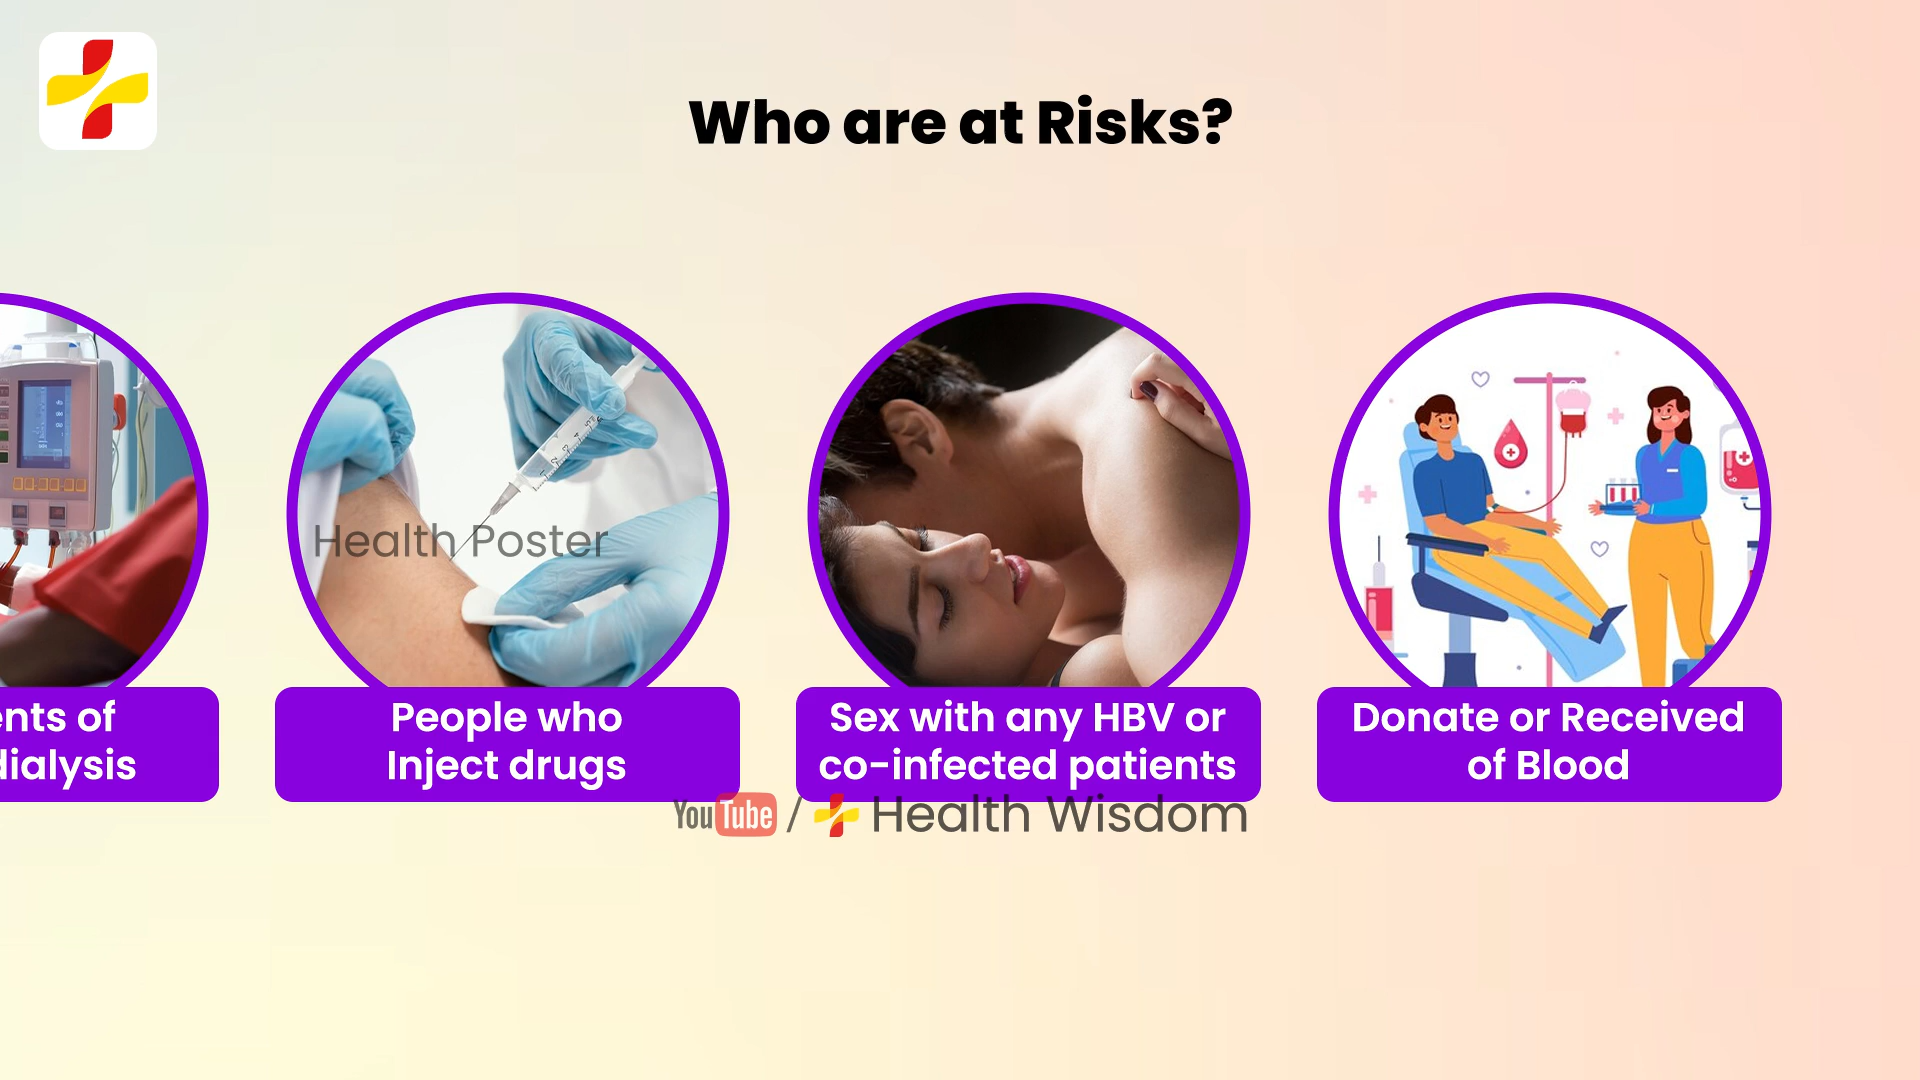 Who are at Risks?
Health Poster
ents of
dialysis
People who
Inject drugs
Sex with any HBV or
co-infected patients
Donate or Received
of Blood
YouTube / Health Wisdom